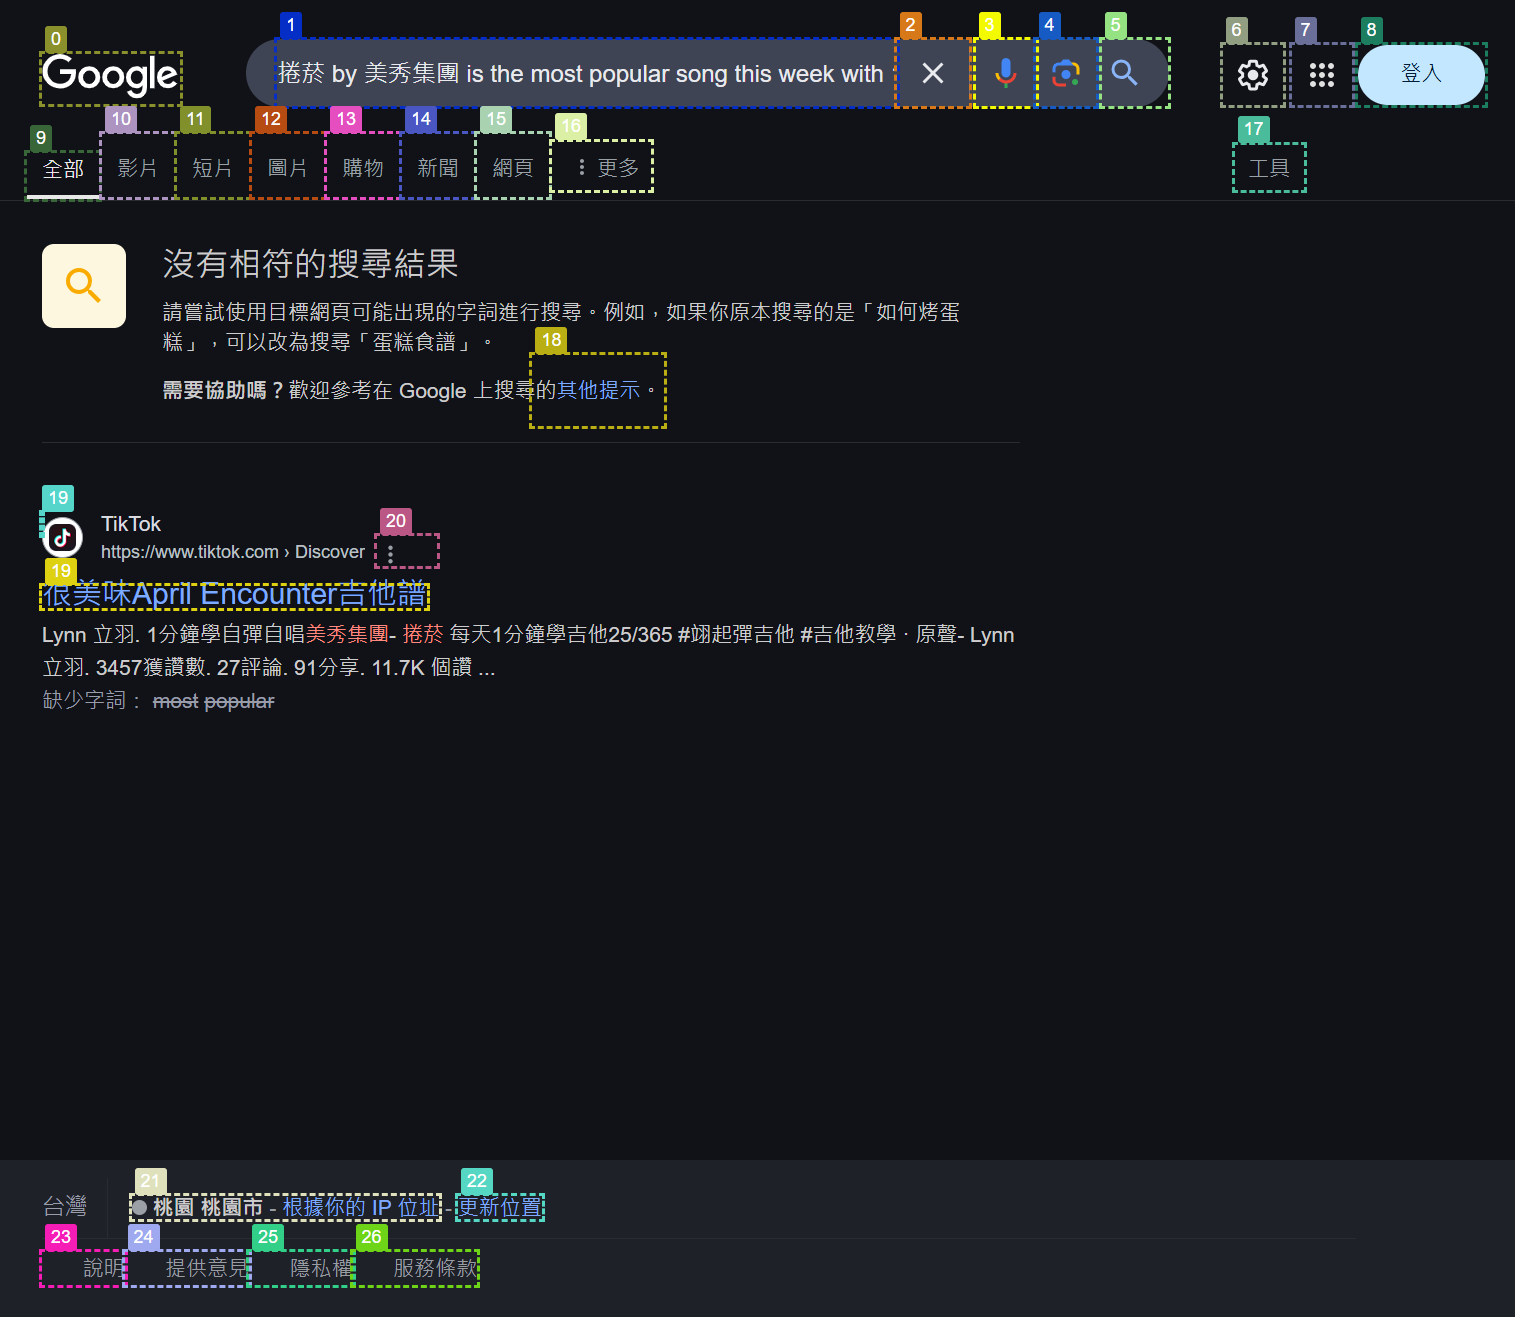 0
1
2
3
4
5
6
7
8
Google
捲菸 by 美秀集團 is the most popular song this week with
登入
9
10
11
12
13
14
15
16
17
全部
影片
短片
圖片
購物
新聞
網頁
更多
工具
沒有相符的搜尋結果
請嘗試使用目標網頁可能出現的字詞進行搜尋。例如，如果你原本搜尋的是「如何烤蛋
糕」，可以改為搜尋「蛋糕食譜」。
18
需要協助嗎？歡迎參考在 Google 上搜尋的其他提示。
19
20
TikTok
https://www.tiktok.com › Discover
19
很美味April Encounter吉他譜
Lynn 立羽. 1分鐘學自彈自唱美秀集團- 捲菸 每天1分鐘學吉他25/365 #翊起彈吉他 #吉他教學 · 原聲- Lynn
立羽. 3457獲讚數. 27評論. 91分享. 11.7K 個讚 ...
缺少字詞： most popular
21
22
台灣
桃園 桃園市 - 根據你的 IP 位址 - 更新位置
23
24
25
26
說明
提供意見
隱私權
服務條款